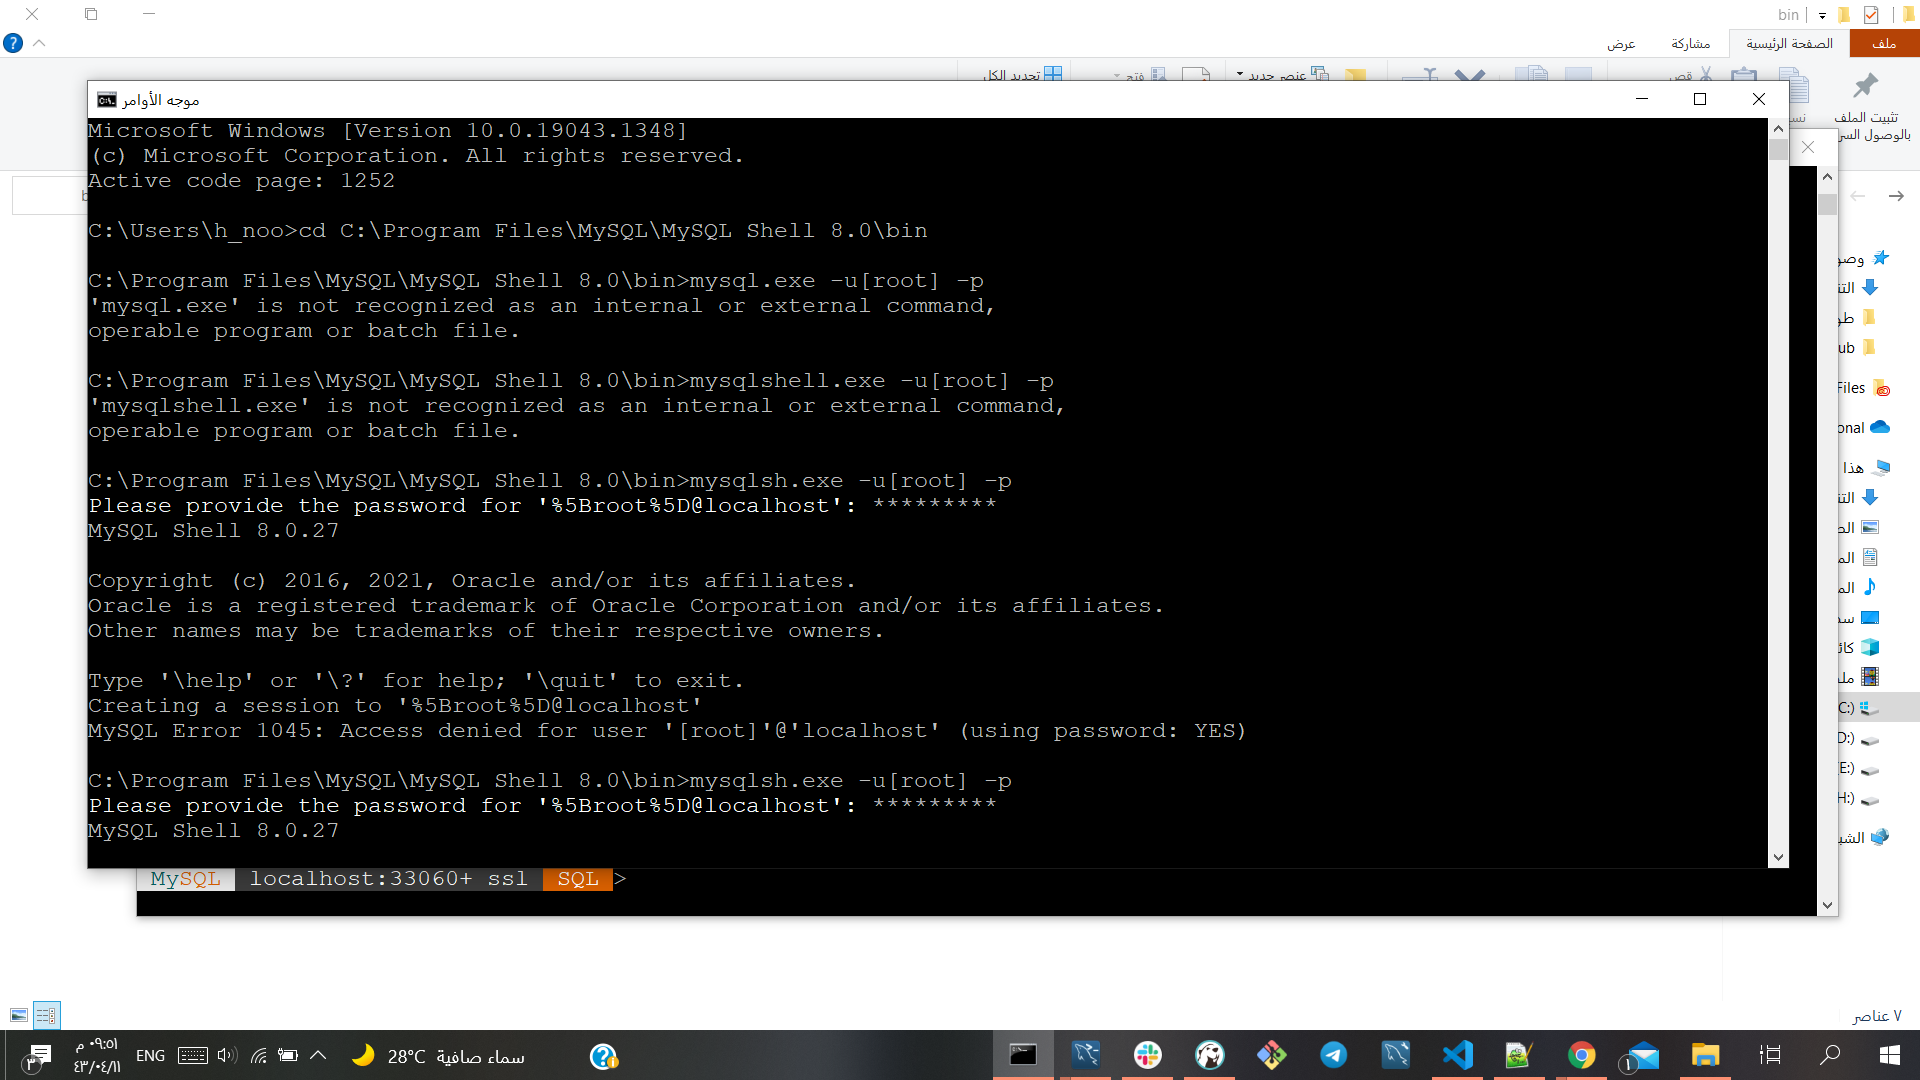 bin
ملف
الصفحة الرئيسية
مشاركة
عرض
تثبيت الملف
قص
عنصر جديد
فتح
تحديد الكل
موجه الأوامر
Microsoft Windows [Version 10.0.19043.1348]
(c) Microsoft Corporation. All rights reserved.
Active code page: 1252
C:\Users\h_noo>cd C:\Program Files\MySQL\MySQL Shell 8.0\bin
C:\Program Files\MySQL\MySQL Shell 8.0\bin>mysql.exe -u[root] -p
'mysql.exe' is not recognized as an internal or external command,
operable program or batch file.
C:\Program Files\MySQL\MySQL Shell 8.0\bin>mysqlshell.exe -u[root] -p
'mysqlshell.exe' is not recognized as an internal or external command,
operable program or batch file.
C:\Program Files\MySQL\MySQL Shell 8.0\bin>mysqlsh.exe -u[root] -p
Please provide the password for '%5Broot%5D@localhost': *********
MySQL Shell 8.0.27
Copyright (c) 2016, 2021, Oracle and/or its affiliates.
Oracle is a registered trademark of Oracle Corporation and/or its affiliates.
Other names may be trademarks of their respective owners.
Type '\help' or '\?' for help; '\quit' to exit.
Creating a session to '%5Broot%5D@localhost'
MySQL Error 1045: Access denied for user '[root]'@'localhost' (using password: YES)
C:\Program Files\MySQL\MySQL Shell 8.0\bin>mysqlsh.exe -u[root] -p
Please provide the password for '%5Broot%5D@localhost': *********
MySQL Shell 8.0.27
MySQL localhost:33060+ ssl SQL >
Files
هذا
C:)
D:)
E:)
H:)
٧ عناصر
سماء صافية 28°C
ENG
٠٩:٥١ م
٤٣/٠٤/١١